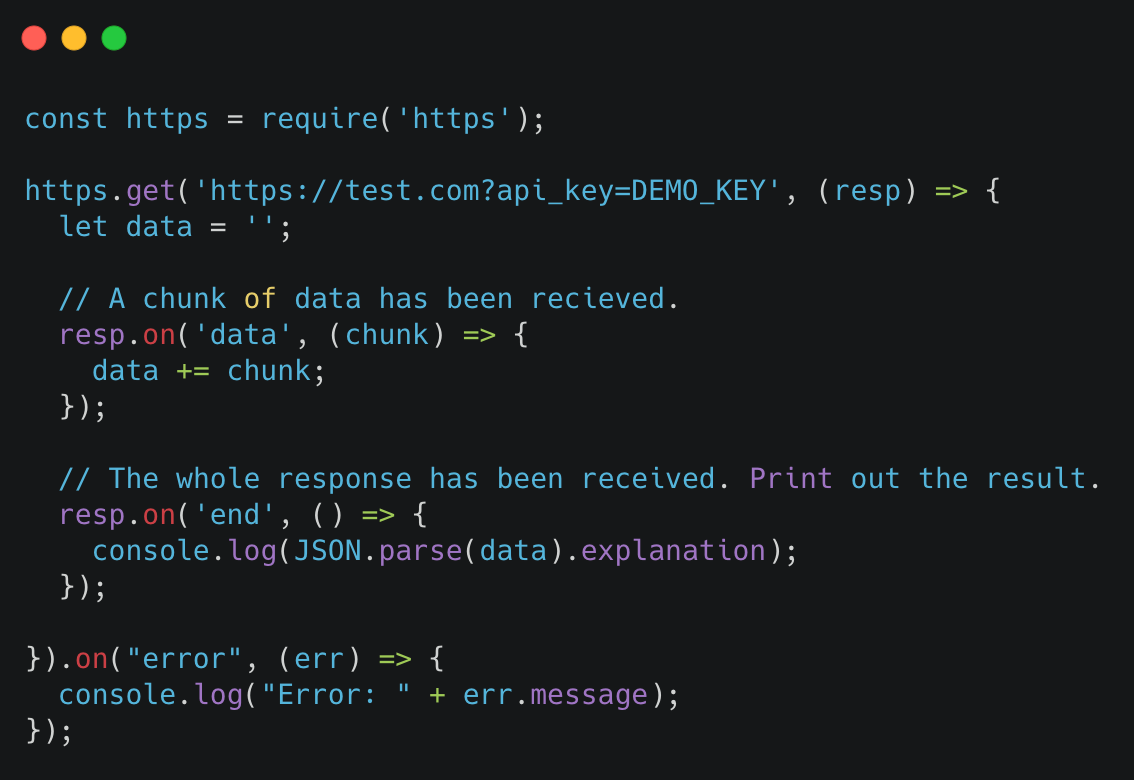 const https = require('https');

https.get('https://test.com?api_key=DEMO_KEY', (resp) => {
  let data = '';

  // A chunk of data has been recieved.
  resp.on('data', (chunk) => {
    data += chunk;
  });

  // The whole response has been received. Print out the result.
  resp.on('end', () => {
    console.log(JSON.parse(data).explanation);
  });

}).on("error", (err) => {
  console.log("Error: " + err.message);
});